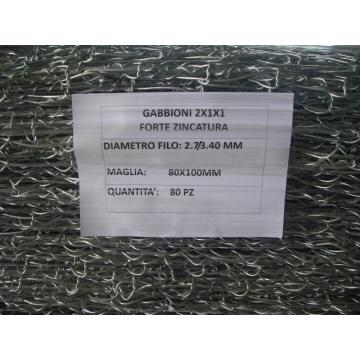 GABBIONI 2X1X1
FORTE ZINCATURA
DIAMETRO FILO: 2.7/3.40 MM
MAGLIA: 80X100MM
QUANTITA': 80 PZ